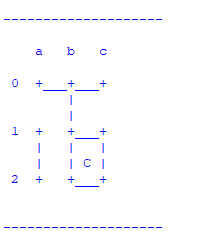 --------------------
a b c
0 +___+___+
|
|
1 + +___+
| | |
| | C |
2 + +___+
--------------------